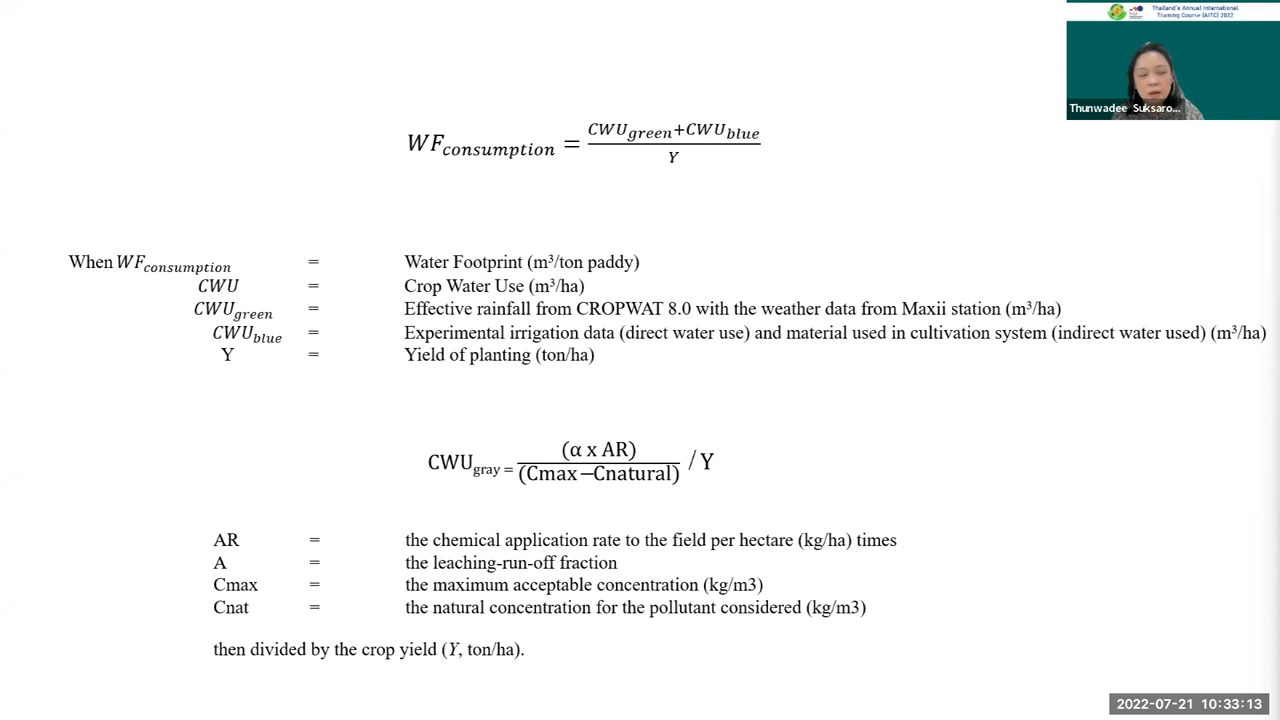 Thailand's Annual International
Training Course (AITC) 2022
Thunwadee Suksaro...
WF_consumption = (CWU_green+CWU_blue)/Y
When WF_consumption = Water Footprint (m³/ton paddy)
CWU = Crop Water Use (m³/ha)
CWU_green = Effective rainfall from CROPWAT 8.0 with the weather data from Maxii station (m³/ha)
CWU_blue = Experimental irrigation data (direct water use) and material used in cultivation system (indirect water used) (m³/ha)
Y = Yield of planting (ton/ha)
CWU_gray = (α x AR)/(Cmax−Cnatural) / Y
AR = the chemical application rate to the field per hectare (kg/ha) times
A = the leaching-run-off fraction
Cmax = the maximum acceptable concentration (kg/m3)
Cnat = the natural concentration for the pollutant considered (kg/m3)
then divided by the crop yield (Y, ton/ha).
2022-07-21 10:33:13